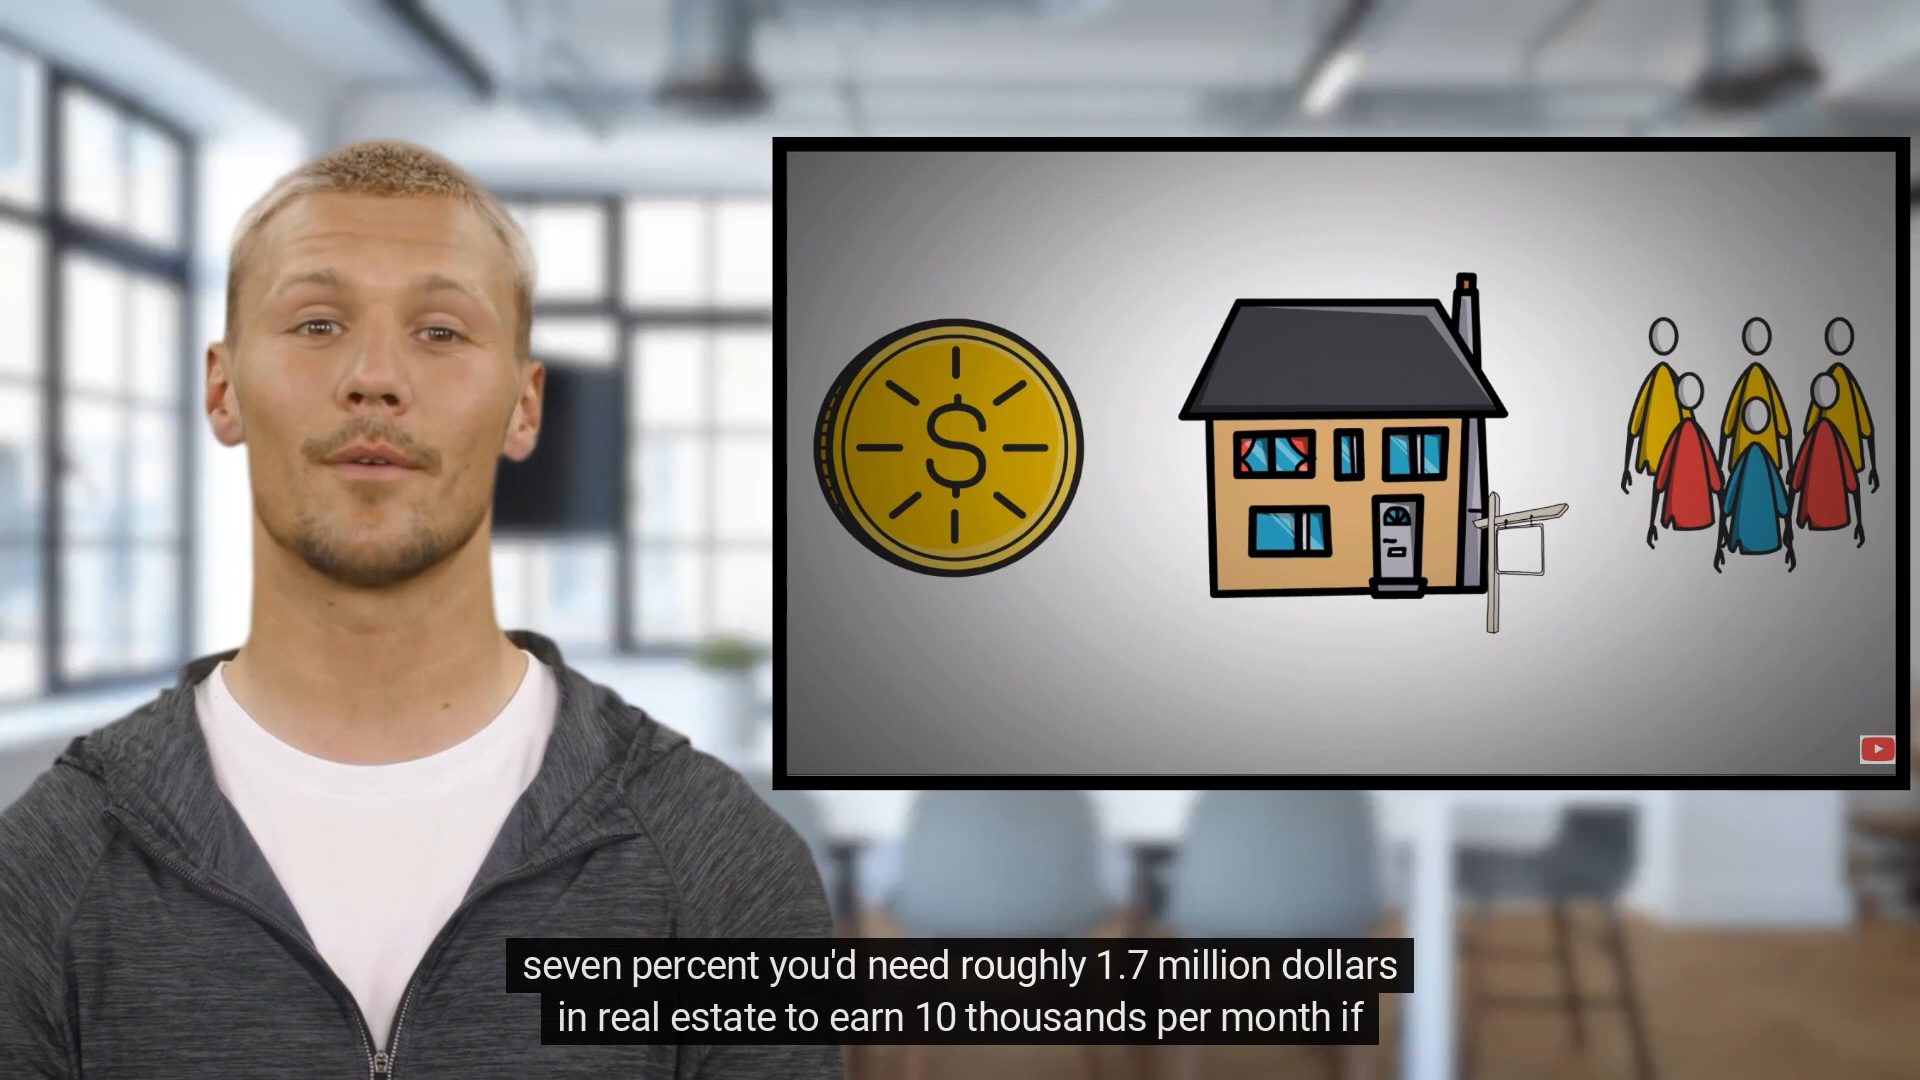 S
seven percent you'd need roughly 1.7 million dollars
in real estate to earn 10 thousands per month if